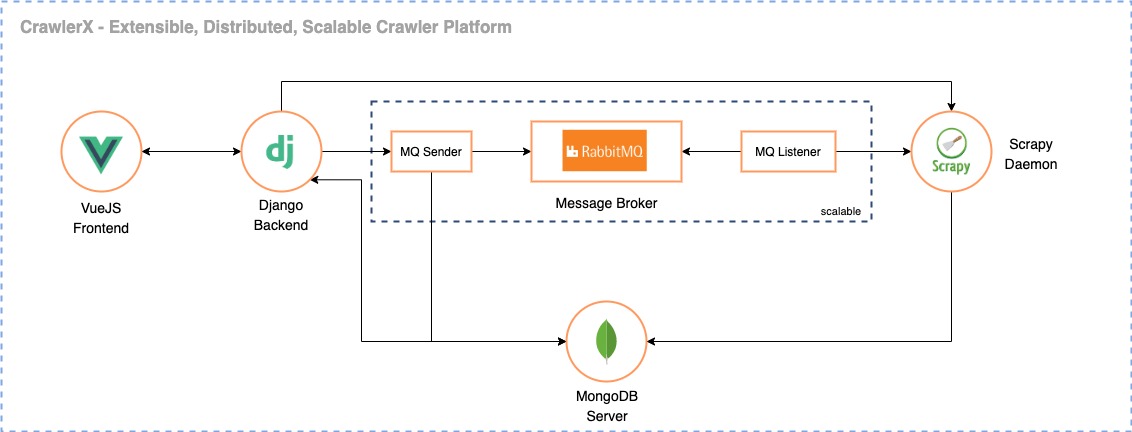 CrawlerX - Extensible, Distributed, Scalable Crawler Platform
dj
MQ Sender
RabbitMQ
MQ Listener
Scrapy
Scrapy
Daemon
VueJS
Frontend
Django
Backend
Message Broker
scalable
MongoDB
Server